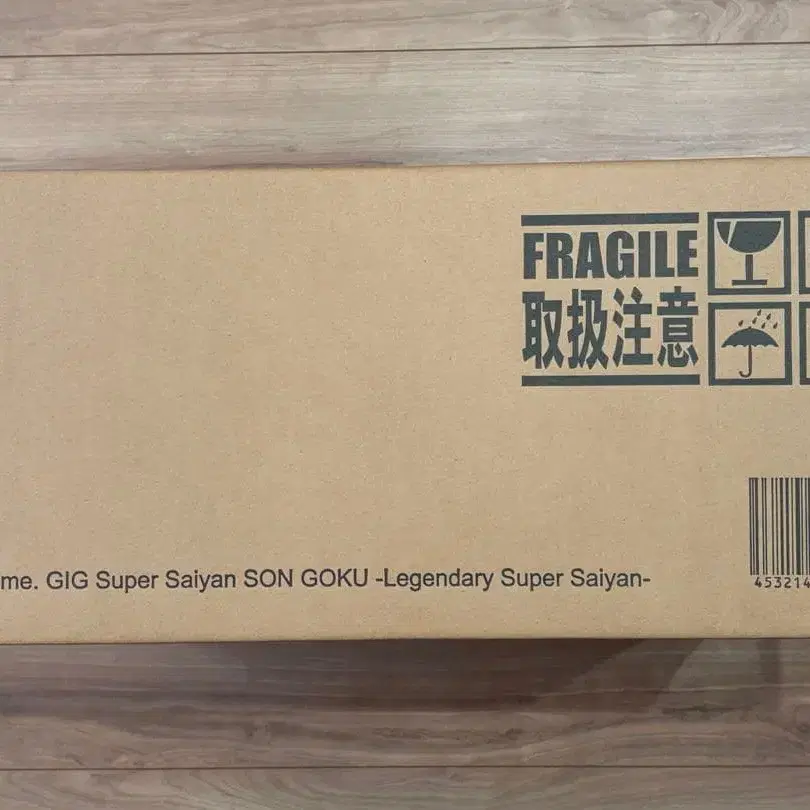 FRAGILE
取扱注意
me. GIG Super Saiyan SON GOKU -Legendary Super Saiyan-
453214